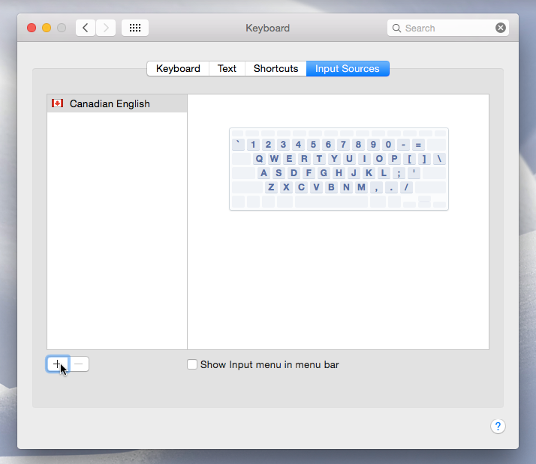 Keyboard
Search
Keyboard Text Shortcuts Input Sources
Canadian English
` 1 2 3 4 5 6 7 8 9 0 - =
Q W E R T Y U I O P [ ] \
A S D F G H J K L ; '
Z X C V B N M , . /
+ −
Show Input menu in menu bar
?